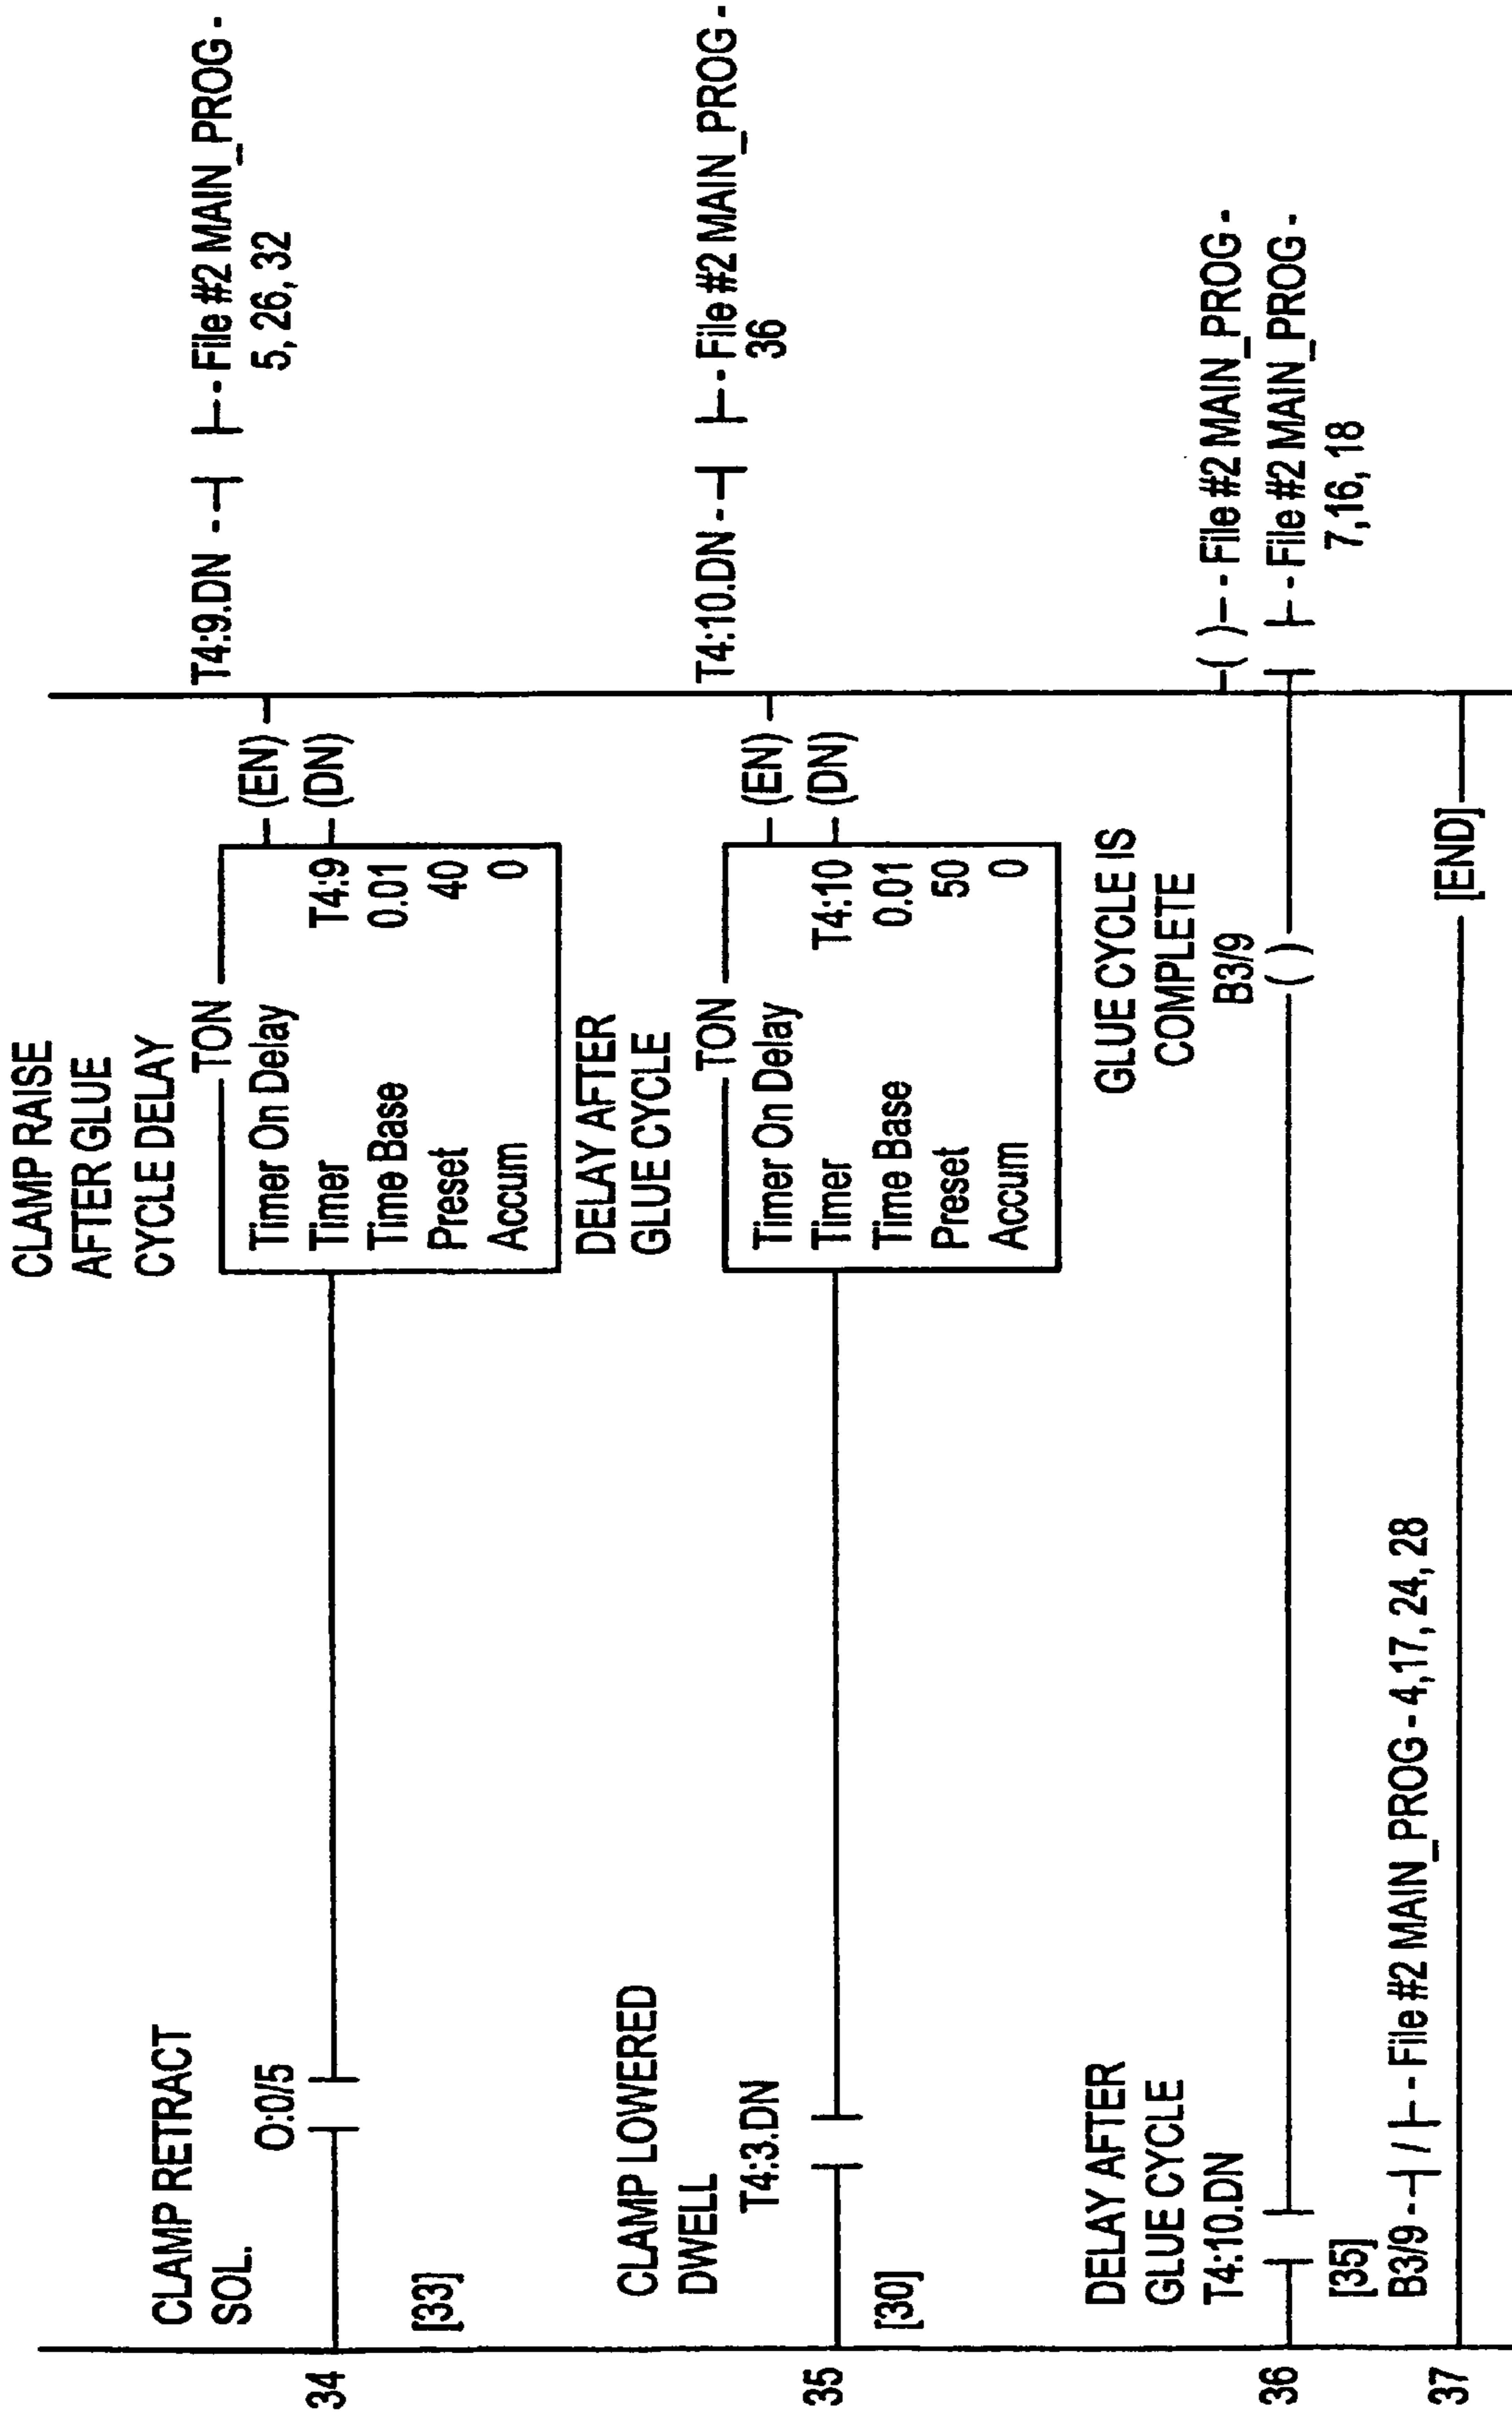 CLAMP RAISE
AFTER GLUE
CYCLE DELAY
CLAMP RETRACT
SOL.
O:0/5
34
[33]
TON
Timer On Delay
Timer T4:9
Time Base 0.01
Preset 40
Accum 0
(EN)
(DN)
T4:9.DN --] [-- File #2 MAIN_PROG -
5, 26, 32
DELAY AFTER
GLUE CYCLE
CLAMP LOWERED
DWELL
T4:3.DN
35
[30]
TON
Timer On Delay
Timer T4:10
Time Base 0.01
Preset 50
Accum 0
(EN)
(DN)
T4:10.DN --] [-- File #2 MAIN_PROG -
36
DELAY AFTER
GLUE CYCLE
T4:10.DN
36
[35]
GLUE CYCLE IS
COMPLETE
B3/9
( )
-( )-- File #2 MAIN_PROG -
] [-- File #2 MAIN_PROG -
7,16, 18
B3/9 --] / [-- File #2 MAIN_PROG - 4,17, 24, 28
37
[END]